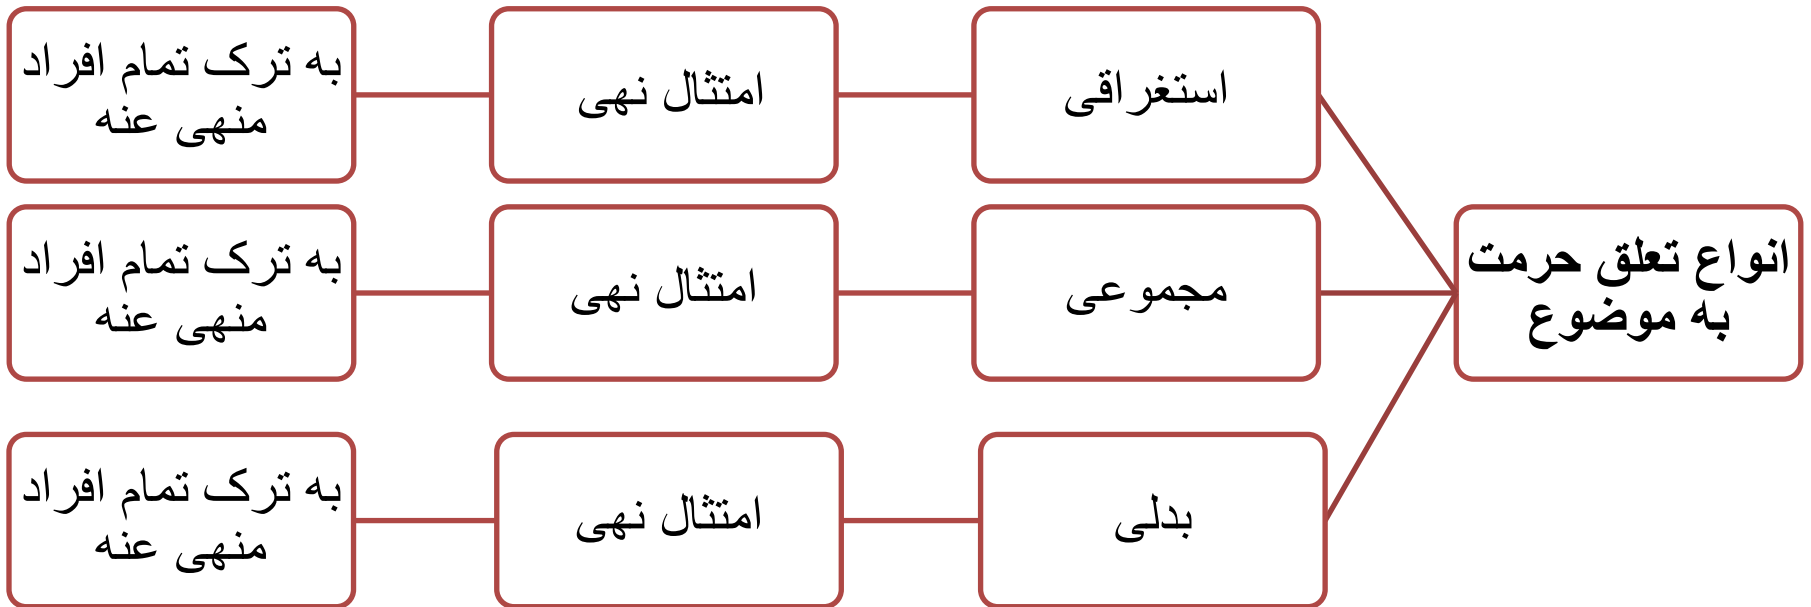 انواع تعلق حرمت
به موضوع
استغراقی
امتثال نهی
به ترک تمام افراد
منهی عنه
مجموعی
امتثال نهی
به ترک تمام افراد
منهی عنه
بدلی
امتثال نهی
به ترک تمام افراد
منهی عنه